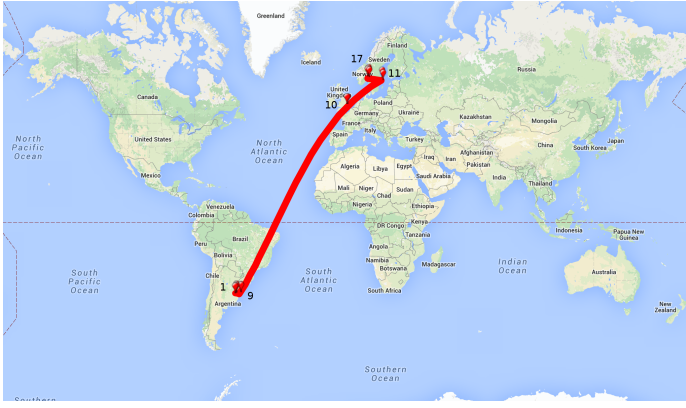 Greenland
Iceland
Finland
Sweden
17
Norway
11
Russia
Canada
United
Kingdom
10
Poland
Germany
Ukraine
France
Kazakhstan
Mongolia
North
Pacific
Ocean
North
Atlantic
Ocean
United States
Spain
Italy
Turkey
China
Japan
South Korea
Afghanistan
Iraq
Iran
Pakistan
Algeria
Libya
Egypt
Saudi Arabia
India
Mexico
Mali
Niger
Sudan
Chad
Thailand
Venezuela
Colombia
Nigeria
Ethiopia
Kenya
DR Congo
Tanzania
Indonesia
Papua New
Guinea
Peru
Brazil
Angola
Bolivia
Namibia
Botswana
Madagascar
South
Pacific
Ocean
Chile
South
Atlantic
Ocean
Indian
Ocean
Australia
South Africa
1
9
Argentina
New
Zealand
Southern
Ocean
Southern